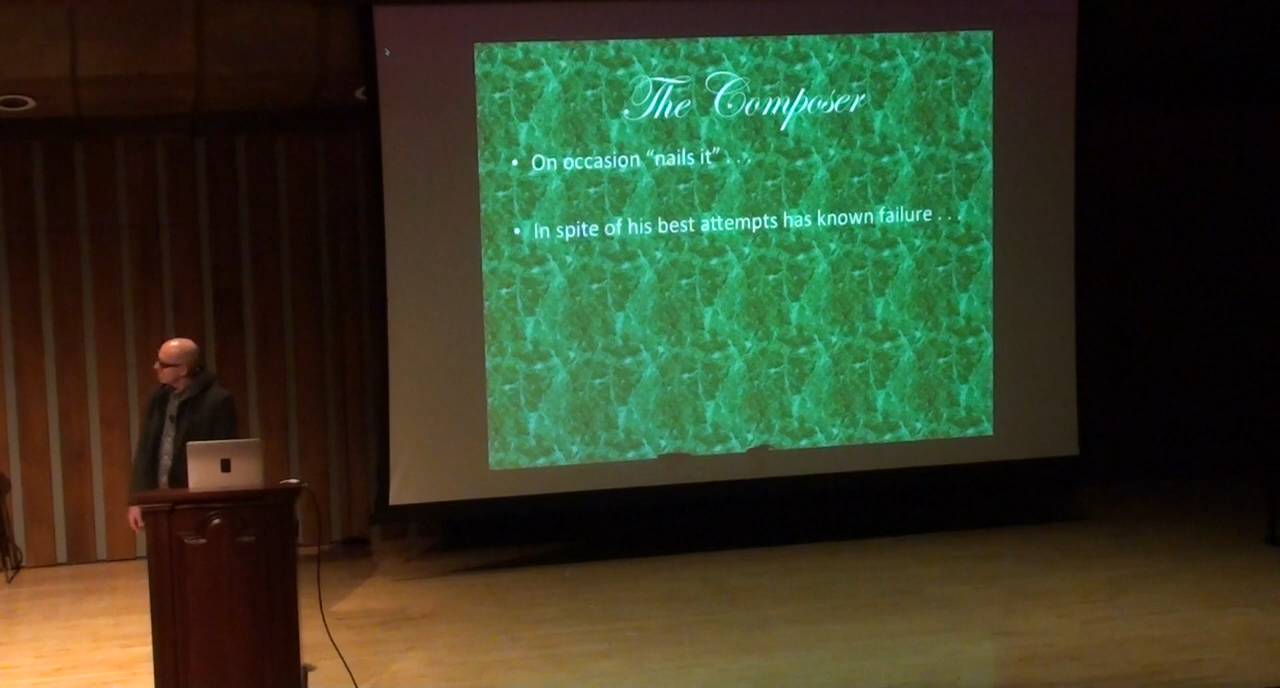 The Composer
• On occasion “nails it” . . .
• In spite of his best attempts has known failure . . .